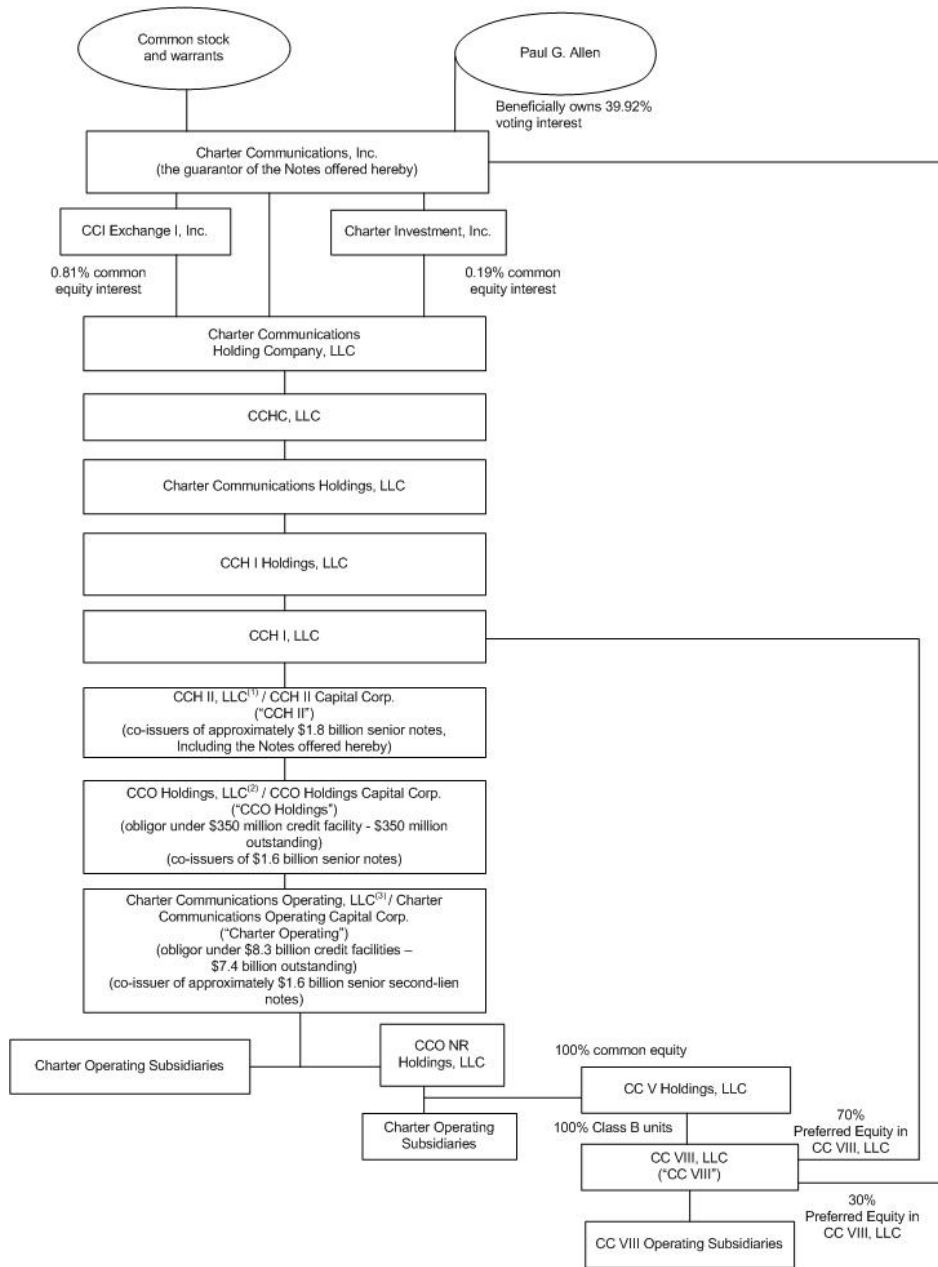 Common stock
and warrants
Paul G. Allen
Beneficially owns 39.92%
voting interest
Charter Communications, Inc.
(the guarantor of the Notes offered hereby)
CCI Exchange I, Inc.
Charter Investment, Inc.
0.81% common
equity interest
0.19% common
equity interest
Charter Communications
Holding Company, LLC
CCHC, LLC
Charter Communications Holdings, LLC
CCH I Holdings, LLC
CCH I, LLC
CCH II, LLC(1) / CCH II Capital Corp.
(“CCH II”)
(co-issuers of approximately $1.8 billion senior notes,
Including the Notes offered hereby)
CCO Holdings, LLC(2) / CCO Holdings Capital Corp.
(“CCO Holdings”)
(obligor under $350 million credit facility - $350 million
outstanding)
(co-issuers of $1.6 billion senior notes)
Charter Communications Operating, LLC(3) / Charter
Communications Operating Capital Corp.
(“Charter Operating”)
(obligor under $8.3 billion credit facilities –
$7.4 billion outstanding)
(co-issuer of approximately $1.6 billion senior second-lien
notes)
Charter Operating Subsidiaries
CCO NR
Holdings, LLC
100% common equity
CC V Holdings, LLC
Charter Operating
Subsidiaries
100% Class B units
70%
Preferred Equity in
CC VIII, LLC
CC VIII, LLC
(“CC VIII”)
30%
Preferred Equity in
CC VIII, LLC
CC VIII Operating Subsidiaries